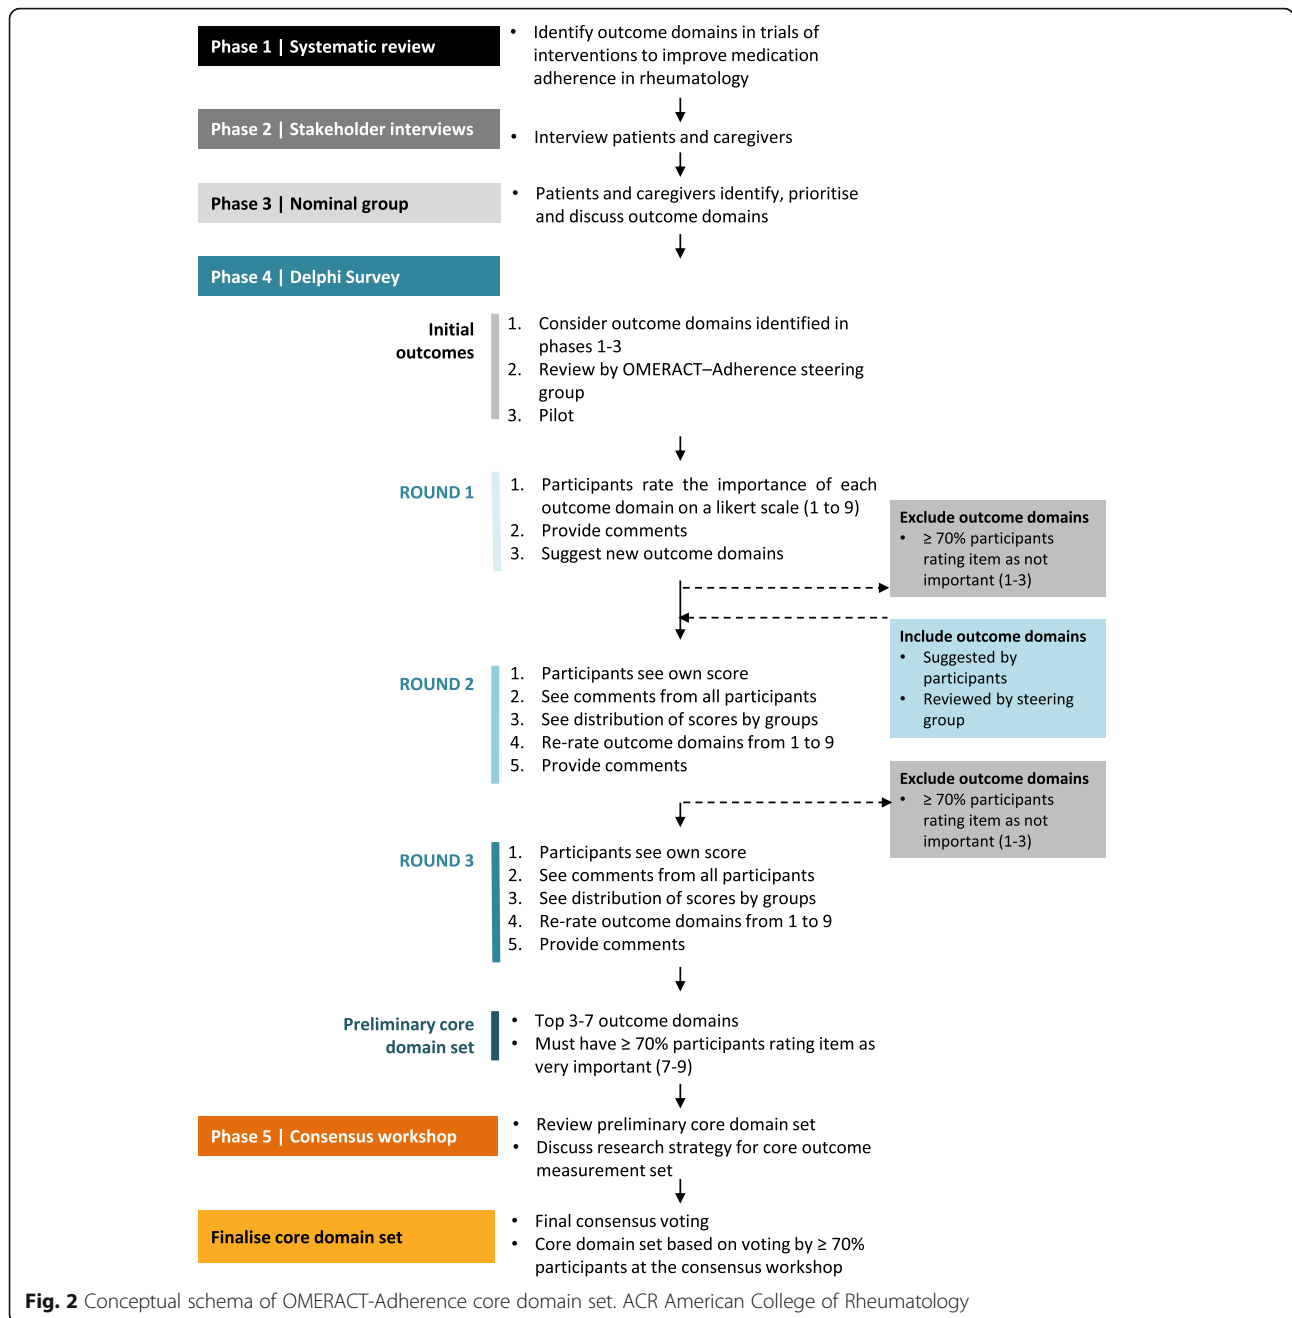 Phase 1 | Systematic review
• Identify outcome domains in trials of
interventions to improve medication
adherence in rheumatology
Phase 2 | Stakeholder interviews
• Interview patients and caregivers
Phase 3 | Nominal group
• Patients and caregivers identify, prioritise
and discuss outcome domains
Phase 4 | Delphi Survey
Initial
outcomes
1. Consider outcome domains identified in
phases 1-3
2. Review by OMERACT–Adherence steering
group
3. Pilot
ROUND 1
1. Participants rate the importance of each
outcome domain on a likert scale (1 to 9)
2. Provide comments
3. Suggest new outcome domains
Exclude outcome domains
• ≥ 70% participants
rating item as not
important (1-3)
Include outcome domains
• Suggested by
participants
• Reviewed by steering
group
ROUND 2
1. Participants see own score
2. See comments from all participants
3. See distribution of scores by groups
4. Re-rate outcome domains from 1 to 9
5. Provide comments
Exclude outcome domains
• ≥ 70% participants
rating item as not
important (1-3)
ROUND 3
1. Participants see own score
2. See comments from all participants
3. See distribution of scores by groups
4. Re-rate outcome domains from 1 to 9
5. Provide comments
Preliminary core
domain set
• Top 3-7 outcome domains
• Must have ≥ 70% participants rating item as
very important (7-9)
Phase 5 | Consensus workshop
• Review preliminary core domain set
• Discuss research strategy for core outcome
measurement set
Finalise core domain set
• Final consensus voting
• Core domain set based on voting by ≥ 70%
participants at the consensus workshop
Fig. 2 Conceptual schema of OMERACT-Adherence core domain set. ACR American College of Rheumatology